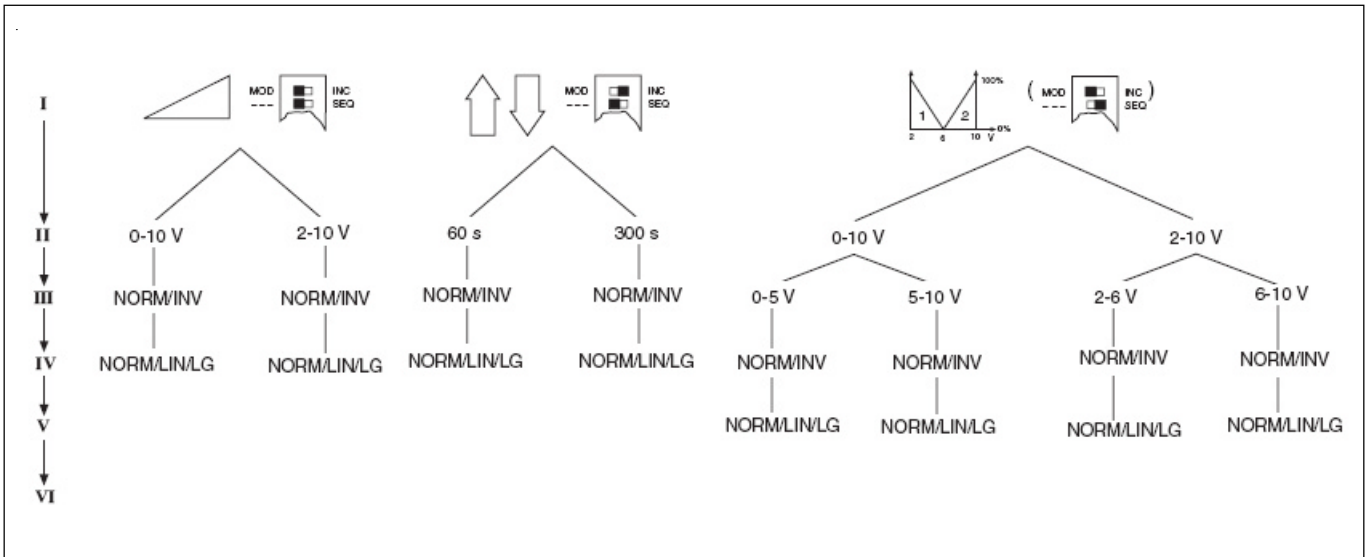 I
MOD INC
--- SEQ
MOD INC
--- SEQ
100%
1 2
0%
2 6 10 V
( MOD INC )
--- SEQ
II 0-10 V 2-10 V 60 s 300 s 0-10 V 2-10 V
III NORM/INV NORM/INV NORM/INV NORM/INV 0-5 V 5-10 V 2-6 V 6-10 V
IV NORM/LIN/LG NORM/LIN/LG NORM/LIN/LG NORM/LIN/LG NORM/INV NORM/INV NORM/INV NORM/INV
V NORM/LIN/LG NORM/LIN/LG NORM/LIN/LG NORM/LIN/LG
VI